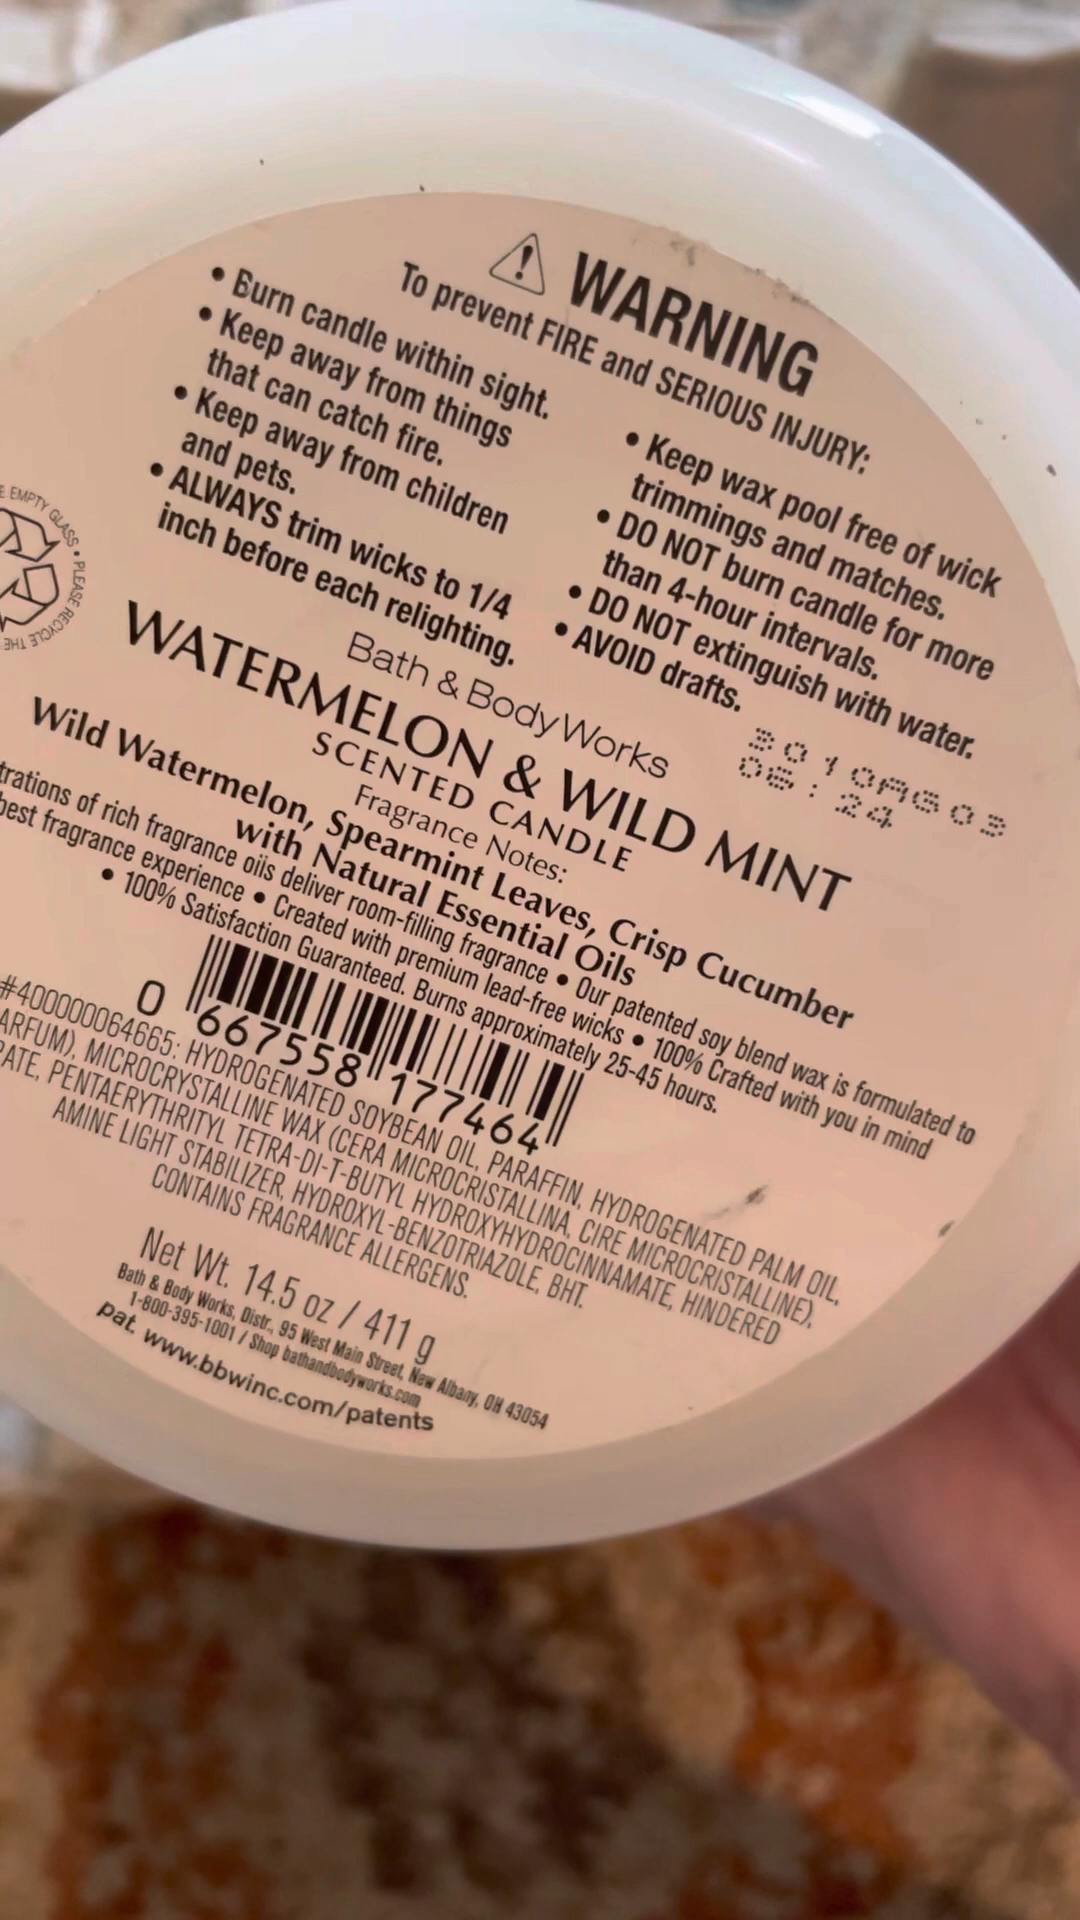 WARNING
To prevent FIRE and SERIOUS INJURY:
• Burn candle within sight.
• Keep away from things
that can catch fire.
• Keep away from children
and pets.
• ALWAYS trim wicks to 1/4
inch before each relighting.
• Keep wax pool free of wick
trimmings and matches.
• DO NOT burn candle for more
than 4-hour intervals.
• DO NOT extinguish with water.
• AVOID drafts.
3010AG03
06:24
EMPTY GLASS • PLEASE RECYCLE THE
Bath & Body Works
WATERMELON & WILD MINT
SCENTED CANDLE
Fragrance Notes:
Wild Watermelon, Spearmint Leaves, Crisp Cucumber
with Natural Essential Oils
trations of rich fragrance oils deliver room-filling fragrance • Our patented soy blend wax is formulated to
best fragrance experience • Created with premium lead-free wicks • 100% Crafted with you in mind
• 100% Satisfaction Guaranteed. Burns approximately 25-45 hours.
0 667558 177464
#40000064665: HYDROGENATED SOYBEAN OIL, PARAFFIN, HYDROGENATED PALM OIL,
ARFUM), MICROCRYSTALLINE WAX (CERA MICROCRISTALLINA, CIRE MICROCRISTALLINE),
ATE, PENTAERYTHRITYL TETRA-DI-T-BUTYL HYDROXYHYDROCINNAMATE, HINDERED
AMINE LIGHT STABILIZER, HYDROXYL-BENZOTRIAZOLE, BHT.
CONTAINS FRAGRANCE ALLERGENS.
Net Wt. 14.5 oz / 411 g
Bath & Body Works, Distr., 95 West Main Street, New Albany, OH 43054
1-800-395-1001 / Shop bathandbodyworks.com
pat. www.bbwinc.com/patents